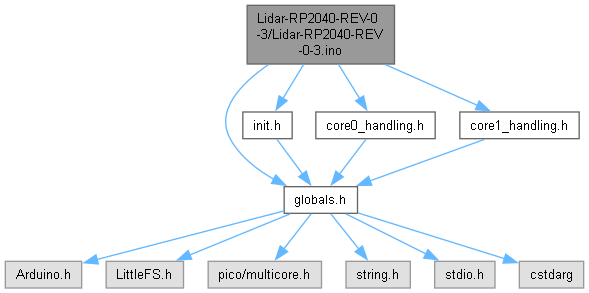 Lidar-RP2040-REV-0
-3/Lidar-RP2040-REV
-0-3.ino
init.h
core0_handling.h
core1_handling.h
globals.h
Arduino.h
LittleFS.h
pico/multicore.h
string.h
stdio.h
cstdarg